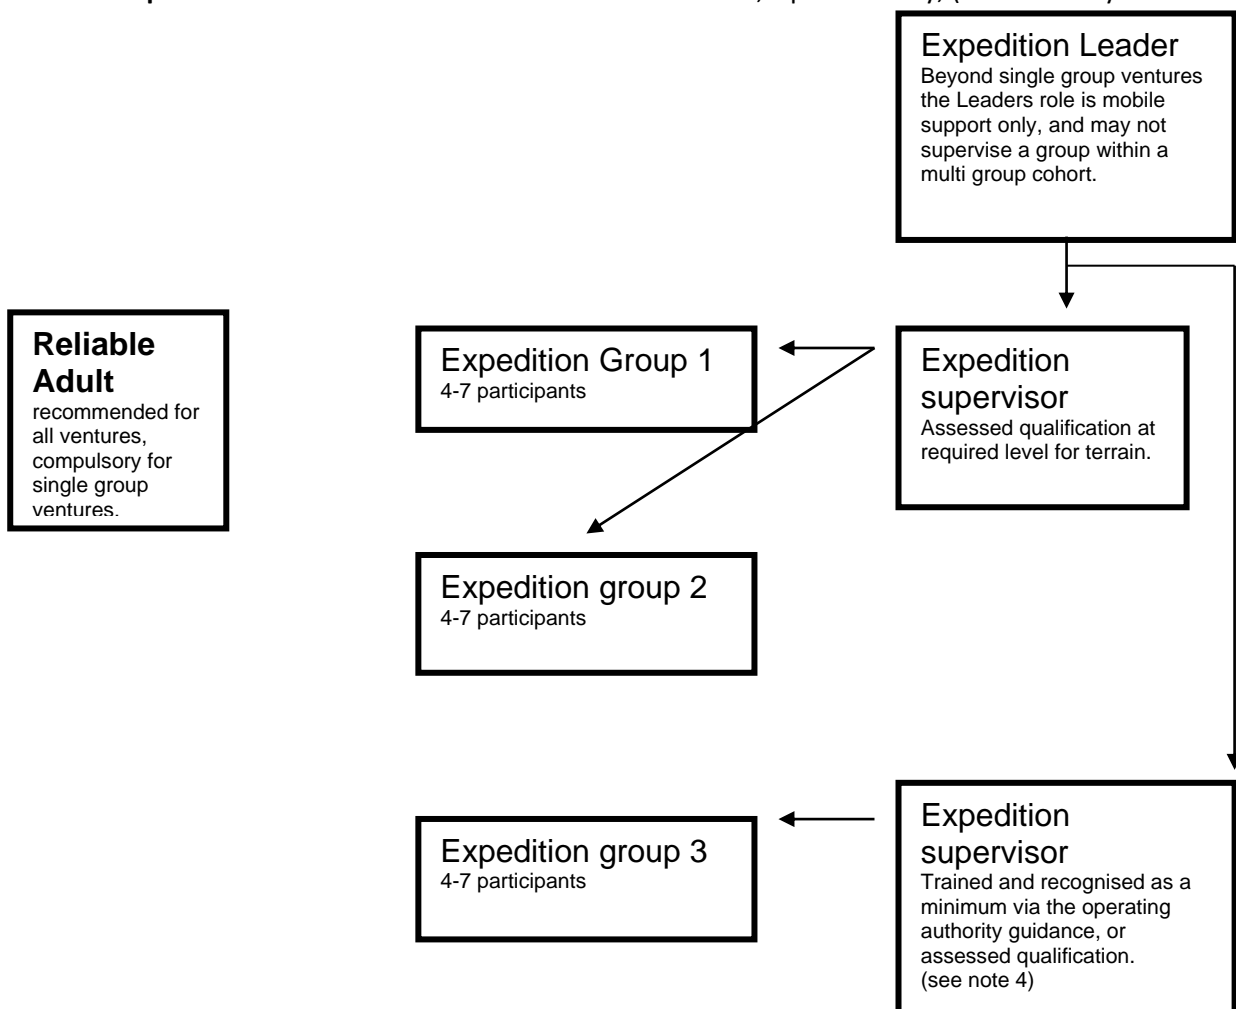 Expedition Leader
Beyond single group ventures
the Leaders role is mobile
support only, and may not
supervise a group within a
multi group cohort.
Reliable
Adult
recommended for
all ventures,
compulsory for
single group
ventures.
Expedition Group 1
4-7 participants
Expedition
supervisor
Assessed qualification at
required level for terrain.
Expedition group 2
4-7 participants
Expedition group 3
4-7 participants
Expedition
supervisor
Trained and recognised as a
minimum via the operating
authority guidance, or
assessed qualification.
(see note 4)